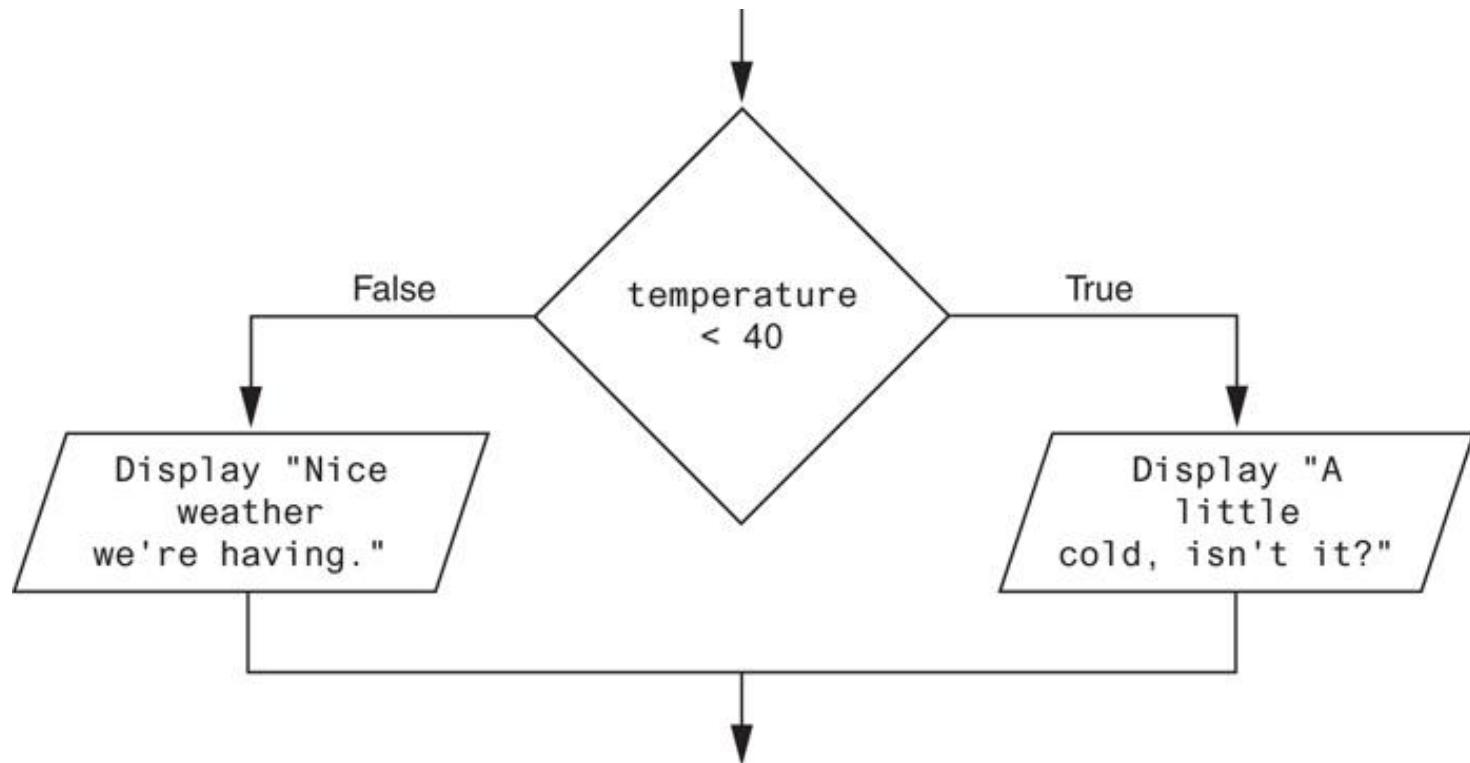 False
temperature
< 40
True
Display "Nice
weather
we're having."
Display "A
little
cold, isn't it?"